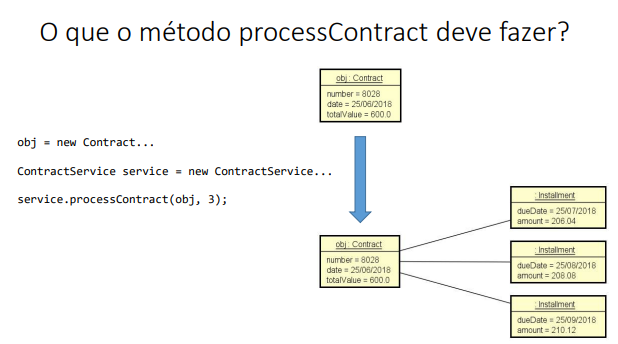 O que o método processContract deve fazer?
obj : Contract
number = 8028
date = 25/06/2018
totalValue = 600.0
obj = new Contract...
ContractService service = new ContractService...
service.processContract(obj, 3);
obj : Contract
number = 8028
date = 25/06/2018
totalValue = 600.0
: Installment
dueDate = 25/07/2018
amount = 206.04
: Installment
dueDate = 25/08/2018
amount = 208.08
: Installment
dueDate = 25/09/2018
amount = 210.12